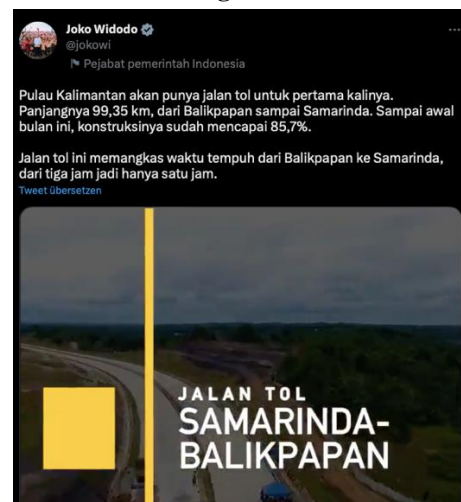 Joko Widodo
@jokowi
Pejabat pemerintah Indonesia
Pulau Kalimantan akan punya jalan tol untuk pertama kalinya.
Panjangnya 99,35 km, dari Balikpapan sampai Samarinda. Sampai awal
bulan ini, konstruksinya sudah mencapai 85,7%.
Jalan tol ini memangkas waktu tempuh dari Balikpapan ke Samarinda,
dari tiga jam jadi hanya satu jam.
Tweet übersetzen
JALAN TOL
SAMARINDA-
BALIKPAPAN